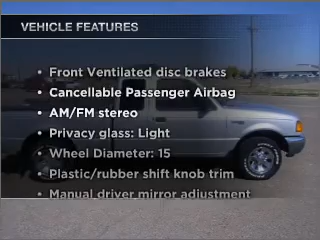 VEHICLE FEATURES
• Front Ventilated disc brakes
• Cancellable Passenger Airbag
• AM/FM stereo
• Privacy glass: Light
• Wheel Diameter: 15
• Plastic/rubber shift knob trim
• Manual driver mirror adjustment